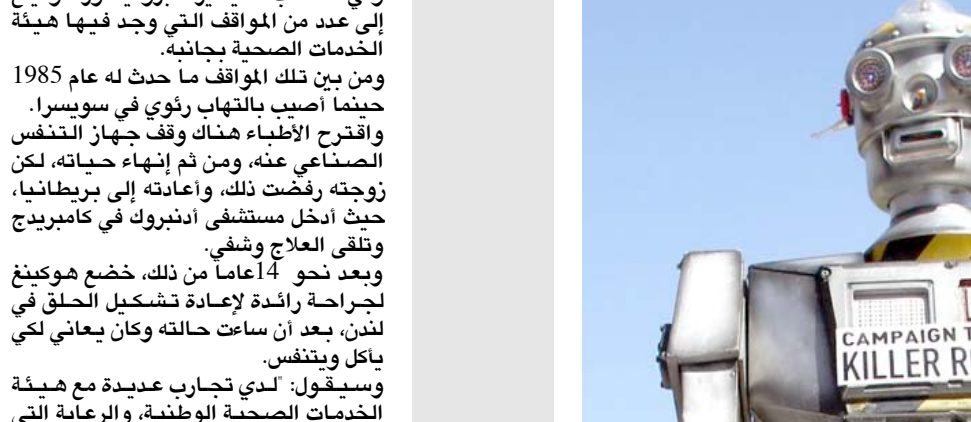 إلى عدد من المواقف التي وجد فيها هيئة
الخدمات الصحية بجانبه.
ومن بين تلك المواقف ما حدث له عام 1985
حينما أصيب بالتهاب رئوي في سويسرا.
واقترح الأطباء هناك وقف جهاز التنفس
الصناعي عنه، ومن ثم إنهاء حياته، لكن
زوجته رفضت ذلك، وأعادته إلى بريطانيا،
حيث أدخل مستشفى أدنبروك في كامبريدج
وتلقى العلاج وشفي.
وبعد نحو 14عاما من ذلك، خضع هوكينغ
لجراحة رائدة لإعادة تشكيل الحلق في
لندن، بعد أن ساءت حالته وكان يعاني لكي
يأكل ويتنفس.
وسيقول: "لدي تجارب عديدة مع هيئة
الخدمات الصحية الوطنية، والرعاية التي
CAMPAIGN T
KILLER R